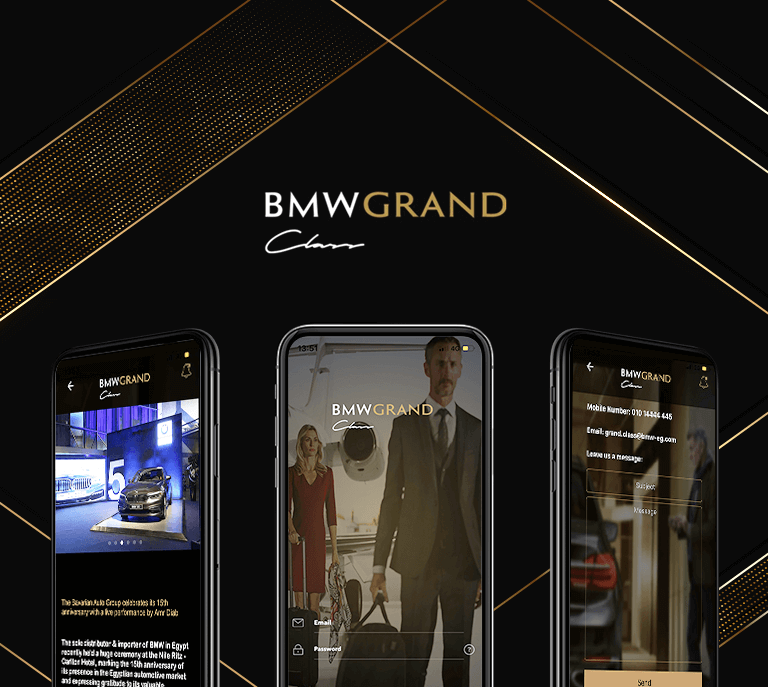 BMWGRAND
Class
BMWGRAND
Class
5
The Bavarian Auto Group celebrates its 15th
anniversary with a live performance by Amr Diab
The sole distributor & importer of BMW in Egypt
recently held a huge ceremony at the Nile Ritz -
Carlton Hotel, marking the 15th anniversary of
its presence in the Egyptian automotive market
and expressing gratitude to its valuable
13:51
4G
BMWGRAND
Class
Email
Password
?
BMWGRAND
Class
Mobile Number: 010 14444 445
Email: grand.class@bmw-eg.com
Leave us a message:
Subject
Message
Send